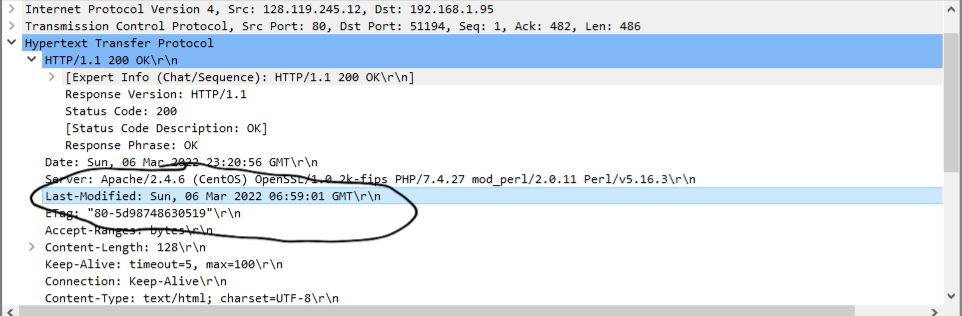 Internet Protocol Version 4, Src: 128.119.245.12, Dst: 192.168.1.95
Transmission Control Protocol, Src Port: 80, Dst Port: 51194, Seq: 1, Ack: 482, Len: 486
Hypertext Transfer Protocol
HTTP/1.1 200 OK\r\n
[Expert Info (Chat/Sequence): HTTP/1.1 200 OK\r\n]
Response Version: HTTP/1.1
Status Code: 200
[Status Code Description: OK]
Response Phrase: OK
Date: Sun, 06 Mar 2022 23:20:56 GMT\r\n
Server: Apache/2.4.6 (CentOS) OpenSSL/1.0.2k-fips PHP/7.4.27 mod_perl/2.0.11 Perl/v5.16.3\r\n
Last-Modified: Sun, 06 Mar 2022 06:59:01 GMT\r\n
ETag: "80-5d98748630519"\r\n
Accept-Ranges: bytes\r\n
Content-Length: 128\r\n
Keep-Alive: timeout=5, max=100\r\n
Connection: Keep-Alive\r\n
Content-Type: text/html; charset=UTF-8\r\n